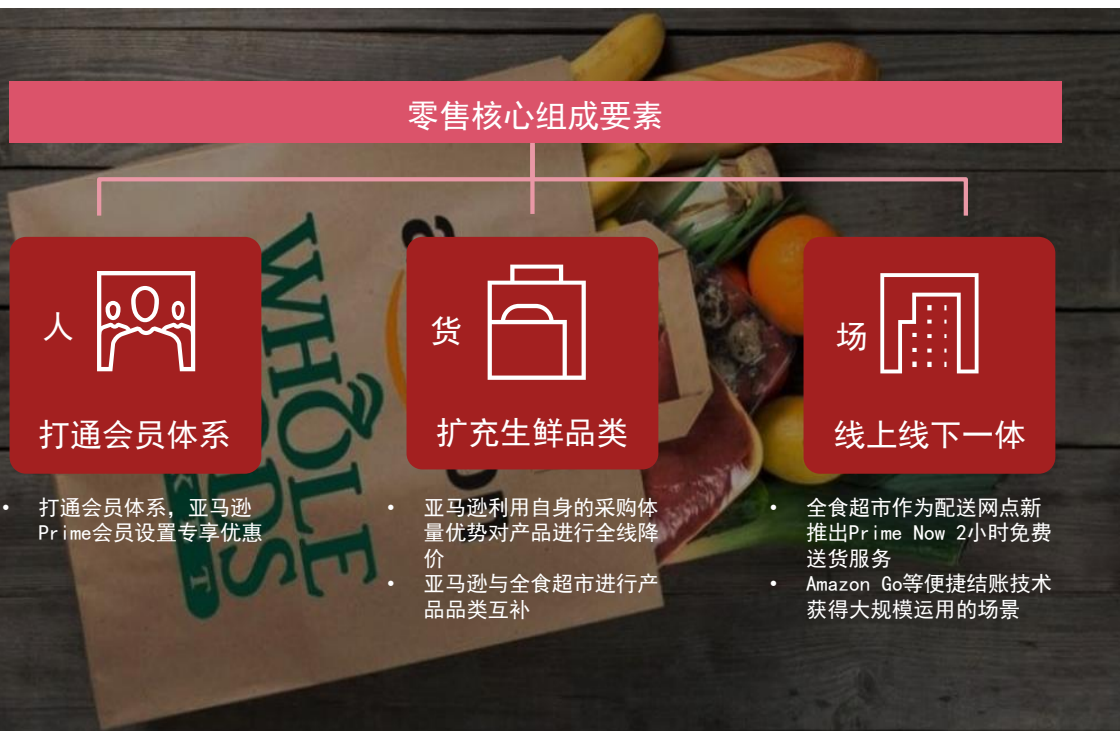 零售核心组成要素
人
打通会员体系
• 打通会员体系，亚马逊
Prime会员设置专享优惠
货
扩充生鲜品类
• 亚马逊利用自身的采购体
量优势对产品进行全线降
价
• 亚马逊与全食超市进行产
品品类互补
场
线上线下一体
• 全食超市作为配送网点新
推出Prime Now 2小时免费
送货服务
• Amazon Go等便捷结账技术
获得大规模运用的场景
WHOLE